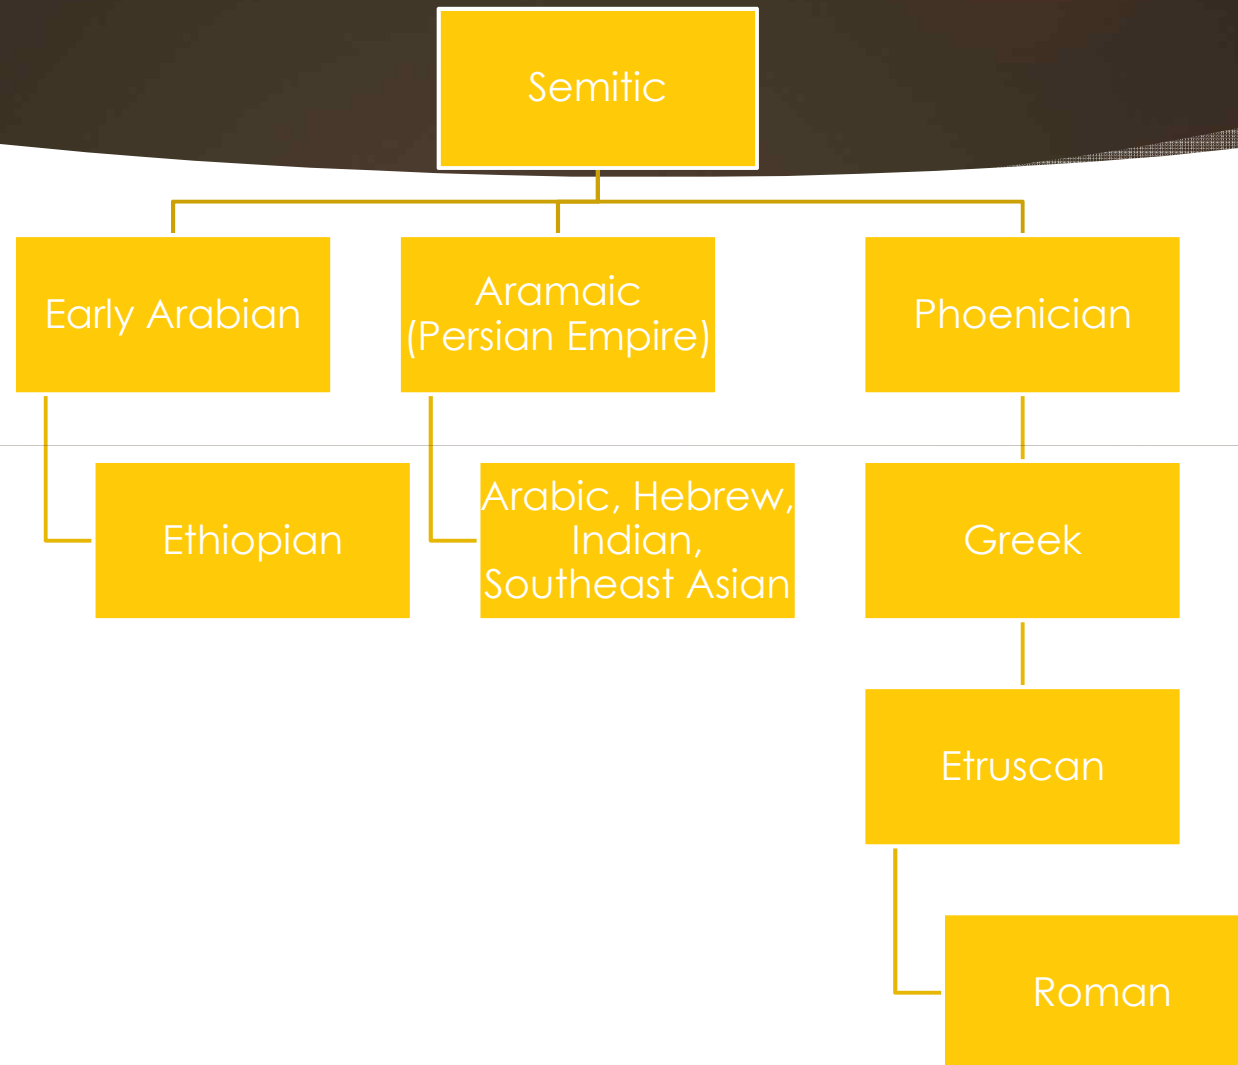 Semitic
Early Arabian
Aramaic
(Persian Empire)
Phoenician
Ethiopian
Arabic, Hebrew,
Indian,
Southeast Asian
Greek
Etruscan
Roman